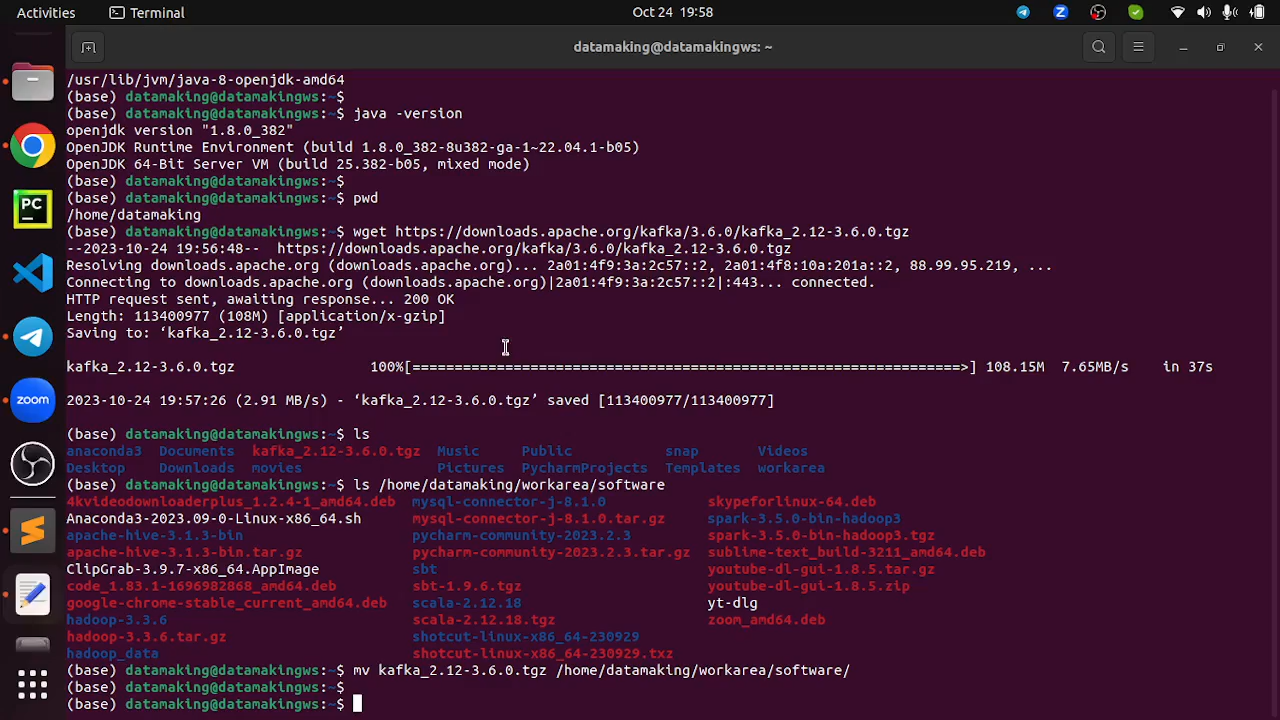 Activities Terminal Oct 24 19:58
datamaking@datamakingws: ~
/usr/lib/jvm/java-8-openjdk-amd64
(base) datamaking@datamakingws:~$
(base) datamaking@datamakingws:~$ java -version
openjdk version "1.8.0_382"
OpenJDK Runtime Environment (build 1.8.0_382-8u382-ga-1~22.04.1-b05)
OpenJDK 64-Bit Server VM (build 25.382-b05, mixed mode)
(base) datamaking@datamakingws:~$
(base) datamaking@datamakingws:~$ pwd
/home/datamaking
(base) datamaking@datamakingws:~$ wget https://downloads.apache.org/kafka/3.6.0/kafka_2.12-3.6.0.tgz
--2023-10-24 19:56:48-- https://downloads.apache.org/kafka/3.6.0/kafka_2.12-3.6.0.tgz
Resolving downloads.apache.org (downloads.apache.org)... 2a01:4f9:3a:2c57::2, 2a01:4f8:10a:201a::2, 88.99.95.219, ...
Connecting to downloads.apache.org (downloads.apache.org)|2a01:4f9:3a:2c57::2|:443... connected.
HTTP request sent, awaiting response... 200 OK
Length: 113400977 (108M) [application/x-gzip]
Saving to: ‘kafka_2.12-3.6.0.tgz’
kafka_2.12-3.6.0.tgz 100%[=================================================================>] 108.15M 7.65MB/s in 37s
2023-10-24 19:57:26 (2.91 MB/s) - ‘kafka_2.12-3.6.0.tgz’ saved [113400977/113400977]
(base) datamaking@datamakingws:~$ ls
anaconda3 Documents kafka_2.12-3.6.0.tgz Music Public snap Videos
Desktop Downloads movies Pictures PycharmProjects Templates workarea
(base) datamaking@datamakingws:~$ ls /home/datamaking/workarea/software
4kvideodownloaderplus_1.2.4-1_amd64.deb mysql-connector-j-8.1.0 skypeforlinux-64.deb
Anaconda3-2023.09-0-Linux-x86_64.sh mysql-connector-j-8.1.0.tar.gz spark-3.5.0-bin-hadoop3
apache-hive-3.1.3-bin pycharm-community-2023.2.3 spark-3.5.0-bin-hadoop3.tgz
apache-hive-3.1.3-bin.tar.gz pycharm-community-2023.2.3.tar.gz sublime-text_build-3211_amd64.deb
ClipGrab-3.9.7-x86_64.AppImage sbt youtube-dl-gui-1.8.5.tar.gz
code_1.83.1-1696982868_amd64.deb sbt-1.9.6.tgz youtube-dl-gui-1.8.5.zip
google-chrome-stable_current_amd64.deb scala-2.12.18 yt-dlg
hadoop-3.3.6 scala-2.12.18.tgz zoom_amd64.deb
hadoop-3.3.6.tar.gz shotcut-linux-x86_64-230929
hadoop_data shotcut-linux-x86_64-230929.txz
(base) datamaking@datamakingws:~$ mv kafka_2.12-3.6.0.tgz /home/datamaking/workarea/software/
(base) datamaking@datamakingws:~$
(base) datamaking@datamakingws:~$
PC
zoom
Z